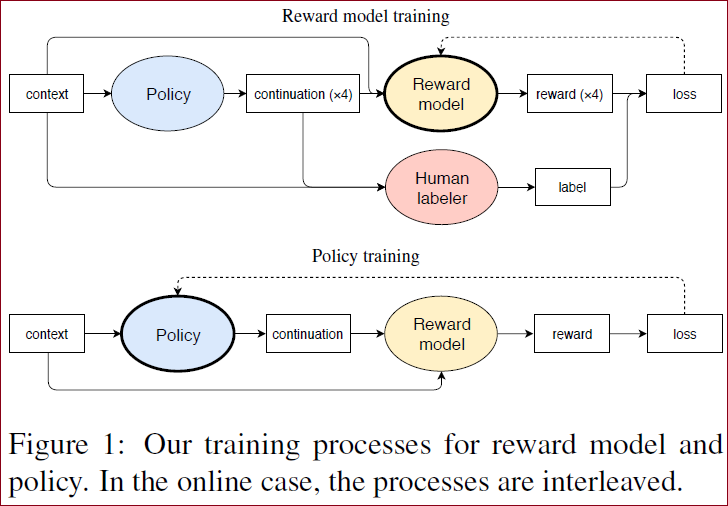 Reward model training
context
Policy
continuation (×4)
Reward
model
reward (×4)
loss
Human
labeler
label
Policy training
context
Policy
continuation
Reward
model
reward
loss
Figure 1: Our training processes for reward model and
policy. In the online case, the processes are interleaved.